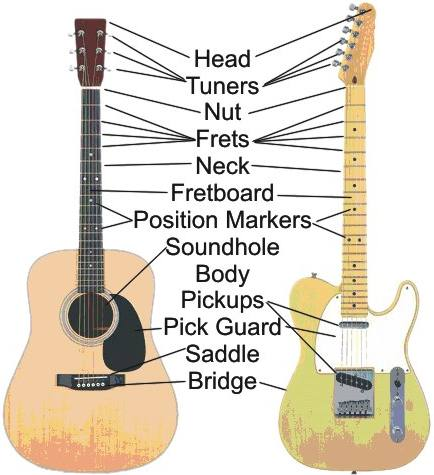 Head
Tuners
Nut
Frets
Neck
Fretboard
Position Markers
Soundhole
Body
Pickups
Pick Guard
Saddle
Bridge